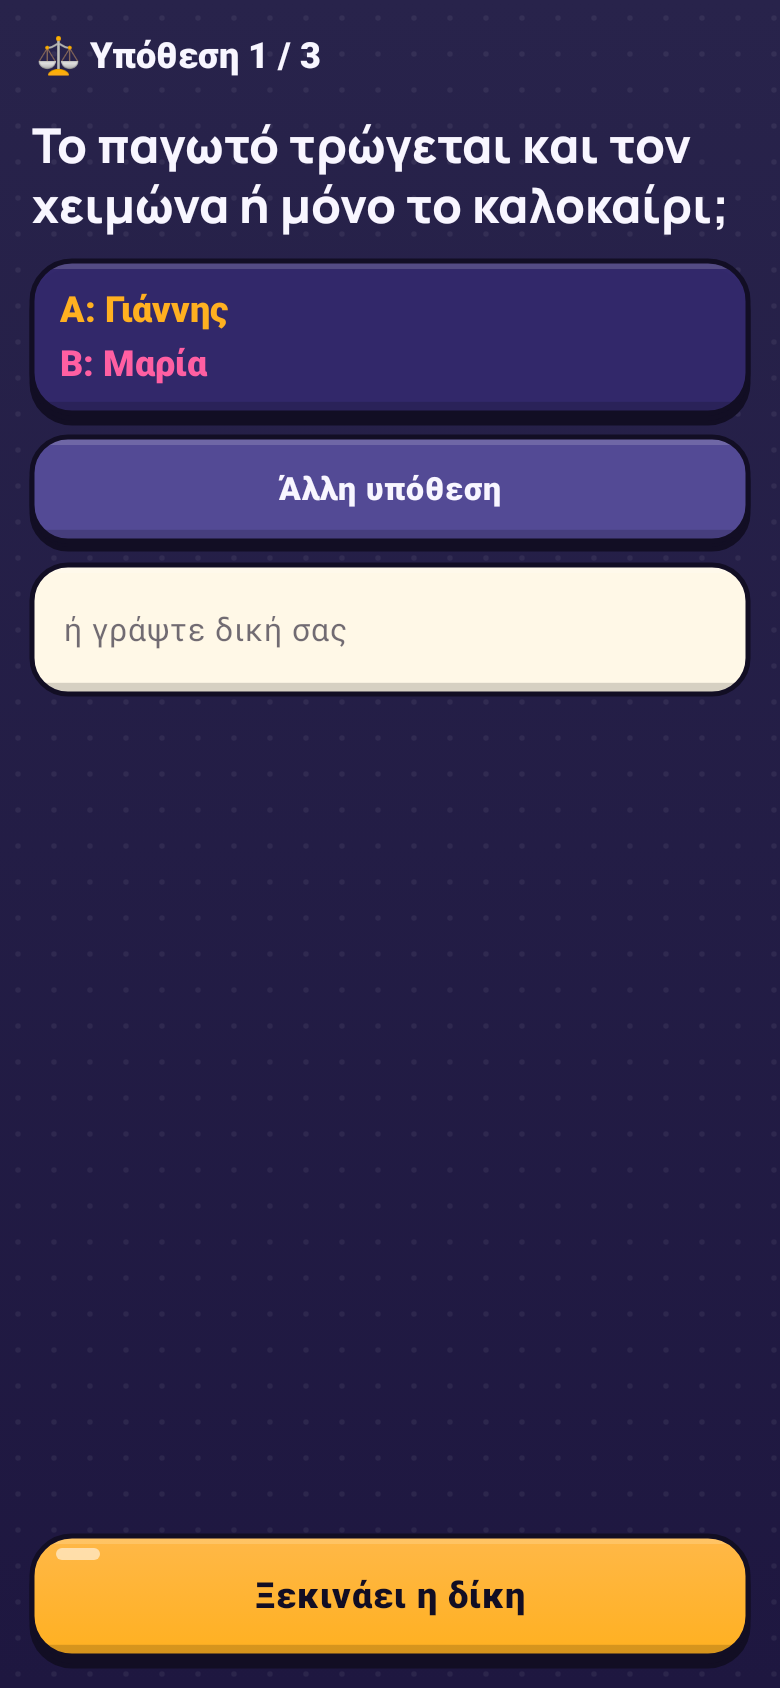 Υπόθεση 1 / 3
Το παγωτό τρώγεται και τον
χειμώνα ή μόνο το καλοκαίρι;
Α: Γιάννης
Β: Μαρία
Άλλη υπόθεση
ή γράψτε δική σας
Ξεκινάει η δίκη